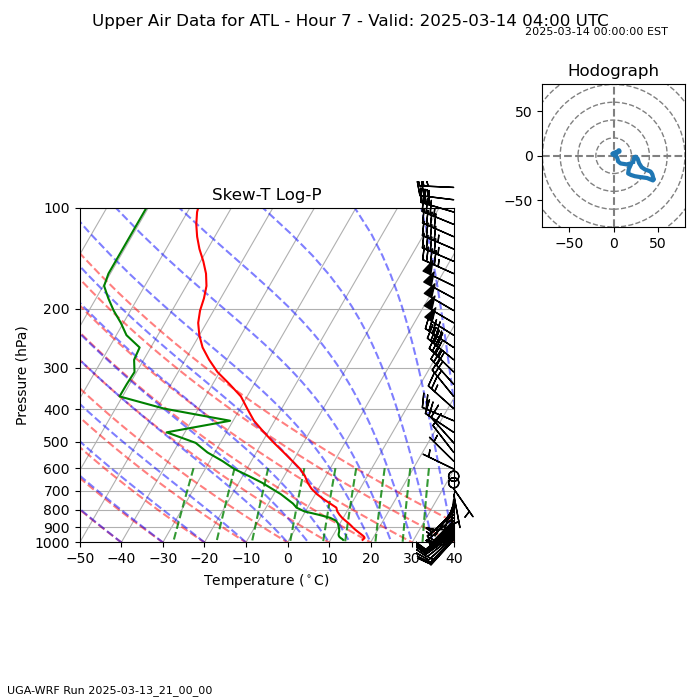 Upper Air Data for ATL - Hour 7 - Valid: 2025-03-14 04:00 UTC
2025-03-14 00:00:00 EST
Hodograph
50
0
−50
−50 0 50
Skew-T Log-P
100
200
300
400
500
600
700
800
900
1000
Pressure (hPa)
−50 −40 −30 −20 −10 0 10 20 30 40
Temperature (°C)
UGA-WRF Run 2025-03-13_21_00_00